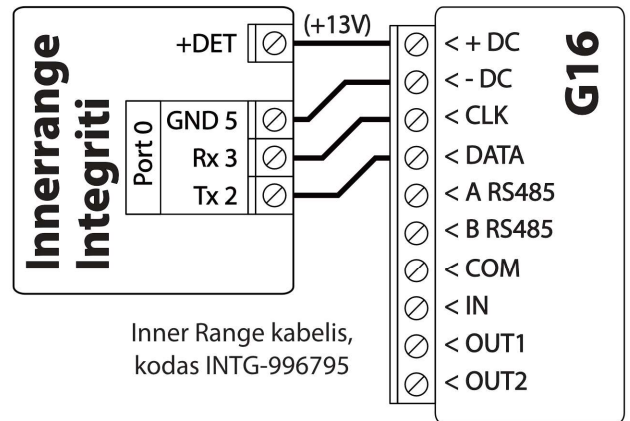 Innerrange
Integriti
+DET
(+13V)
Port 0
GND 5
Rx 3
Tx 2
G16
< + DC
< - DC
< CLK
< DATA
< A RS485
< B RS485
< COM
< IN
< OUT1
< OUT2
Inner Range kabelis,
kodas INTG-996795